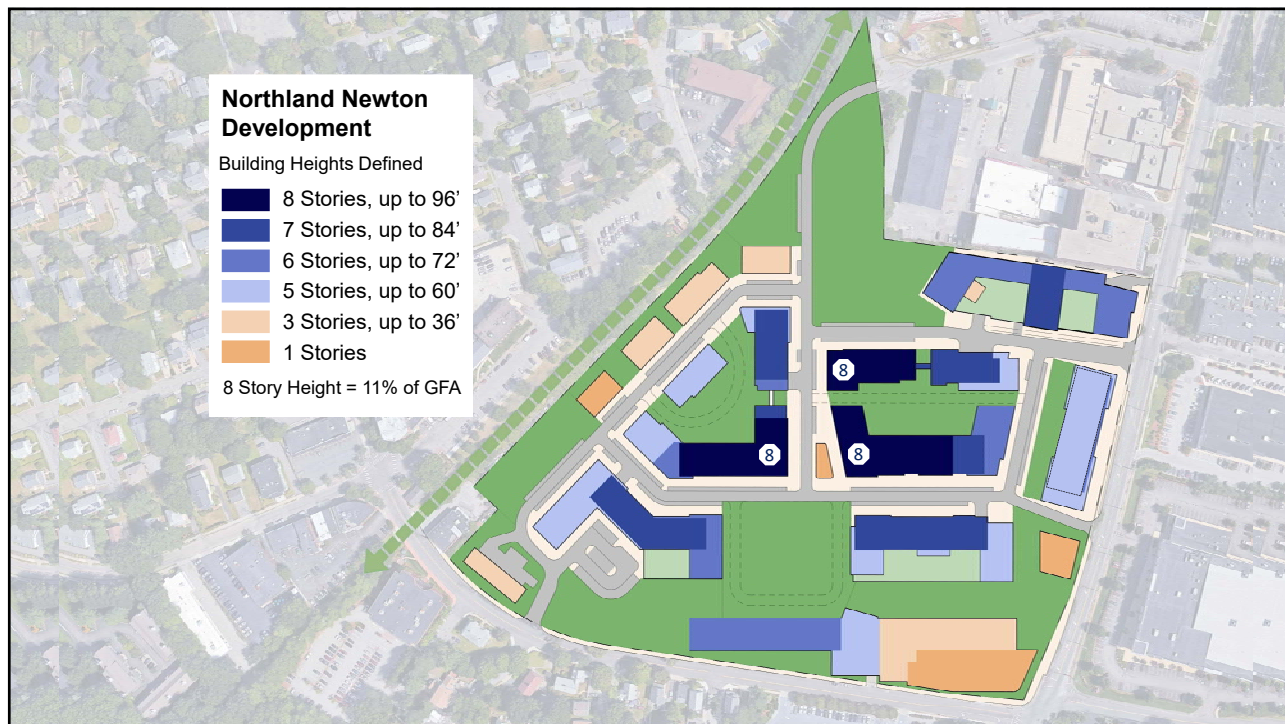 Northland Newton
Development
Building Heights Defined
8 Stories, up to 96’
7 Stories, up to 84’
6 Stories, up to 72’
5 Stories, up to 60’
3 Stories, up to 36’
1 Stories
8 Story Height = 11% of GFA
8
8
8